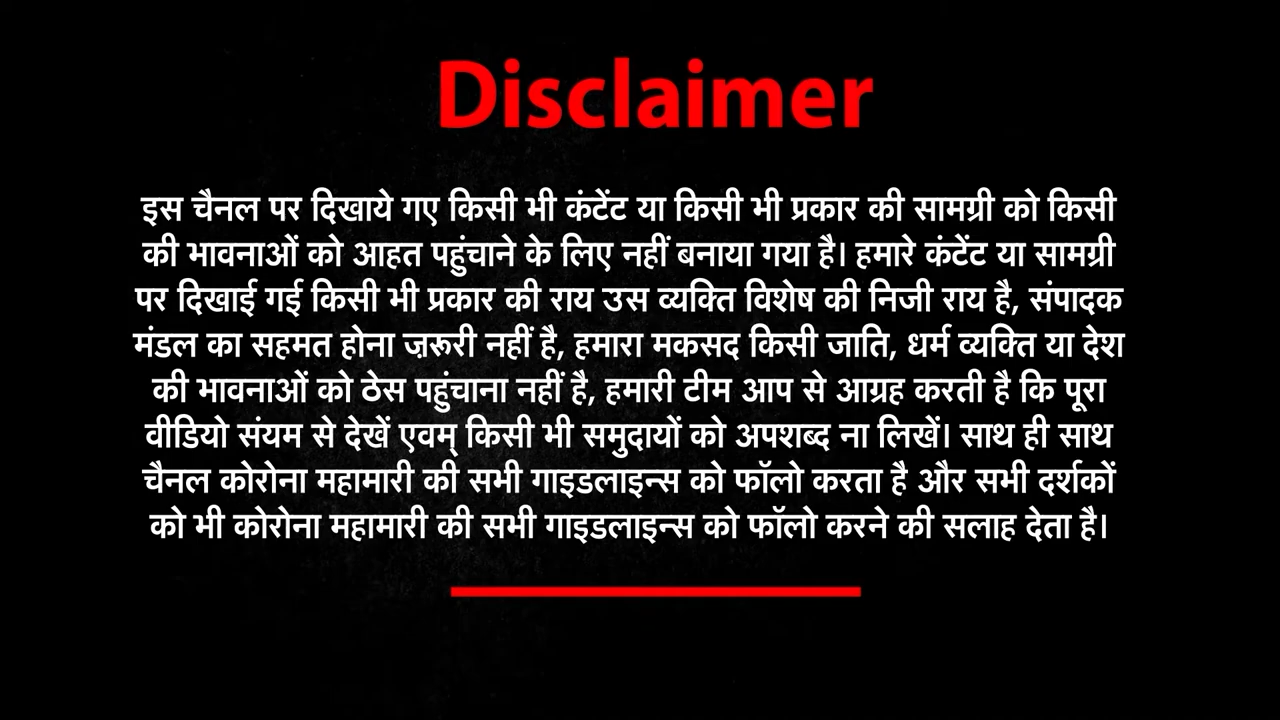 Disclaimer
इस चैनल पर दिखाये गए किसी भी कंटेंट या किसी भी प्रकार की सामग्री को किसी
की भावनाओं को आहत पहुंचाने के लिए नहीं बनाया गया है। हमारे कंटेंट या सामग्री
पर दिखाई गई किसी भी प्रकार की राय उस व्यक्ति विशेष की निजी राय है, संपादक
मंडल का सहमत होना ज़रूरी नहीं है, हमारा मकसद किसी जाति, धर्म व्यक्ति या देश
की भावनाओं को ठेस पहुंचाना नहीं है, हमारी टीम आप से आग्रह करती है कि पूरा
वीडियो संयम से देखें एवम् किसी भी समुदायों को अपशब्द ना लिखें। साथ ही साथ
चैनल कोरोना महामारी की सभी गाइडलाइन्स को फॉलो करता है और सभी दर्शकों
को भी कोरोना महामारी की सभी गाइडलाइन्स को फॉलो करने की सलाह देता है।